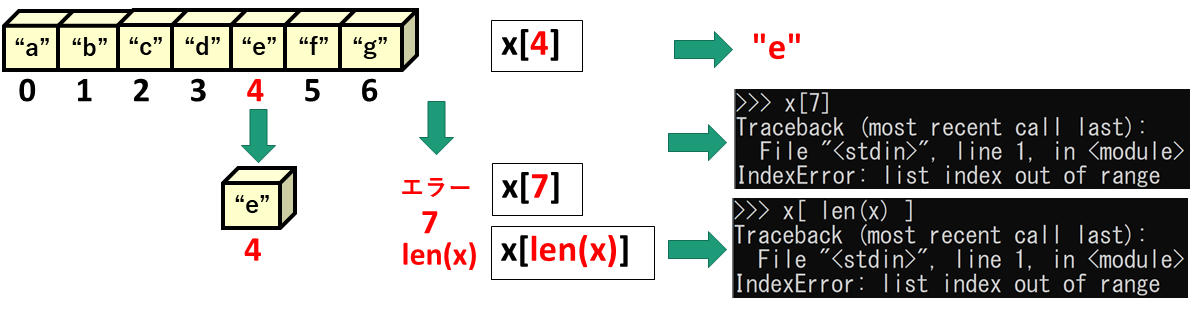 “a” “b” “c” “d” “e” “f” “g”
0 1 2 3 4 5 6
“e”
4
エラー
7
len(x)
x[4]
"e"
x[7]
>>> x[7]
Traceback (most recent call last):
  File "<stdin>", line 1, in <module>
IndexError: list index out of range
x[len(x)]
>>> x[ len(x) ]
Traceback (most recent call last):
  File "<stdin>", line 1, in <module>
IndexError: list index out of range